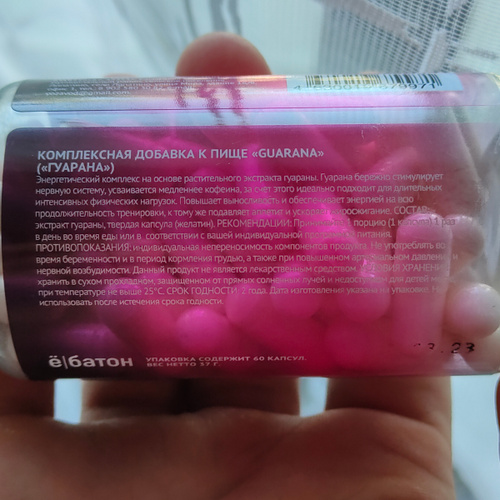 КОМПЛЕКСНАЯ ДОБАВКА К ПИЩЕ «GUARANA»
(«ГУАРАНА»)
Энергетический комплекс на основе растительного экстракта гуараны. Гуарана бережно стимулирует
нервную систему, усваивается медленнее кофеина, за счёт этого идеально подходит для длительных
интенсивных физических нагрузок. Повышает выносливость и обеспечивает энергией на всю
продолжительность тренировки, к тому же подавляет аппетит и ускоряет жиросжигание. СОСТАВ:
экстракт гуараны, твердая капсула (желатин). РЕКОМЕНДАЦИИ: 1 порцию (1 капсула) 1 раз
в день во время еды или в соответствии с вашей индивидуальной программой питания.
ПРОТИВОПОКАЗАНИЯ: индивидуальная непереносимость компонентов продукта. Не употреблять во
время беременности и в период кормления грудью, а также при повышенном артериальном давлении и
нервной возбудимости. Данный продукт не является лекарственным средством. УСЛОВИЯ ХРАНЕНИЯ:
хранить в сухом прохладном, защищенном от прямых солнечных лучей и недоступном для детей
при температуре не выше 25°C. СРОК ГОДНОСТИ: 2 года. Дата изготовления указана на упаковке. Не
использовать после истечения срока годности.
ё|батон
УПАКОВКА СОДЕРЖИТ 60 КАПСУЛ.
ВЕС НЕТТО 37 Г.
23